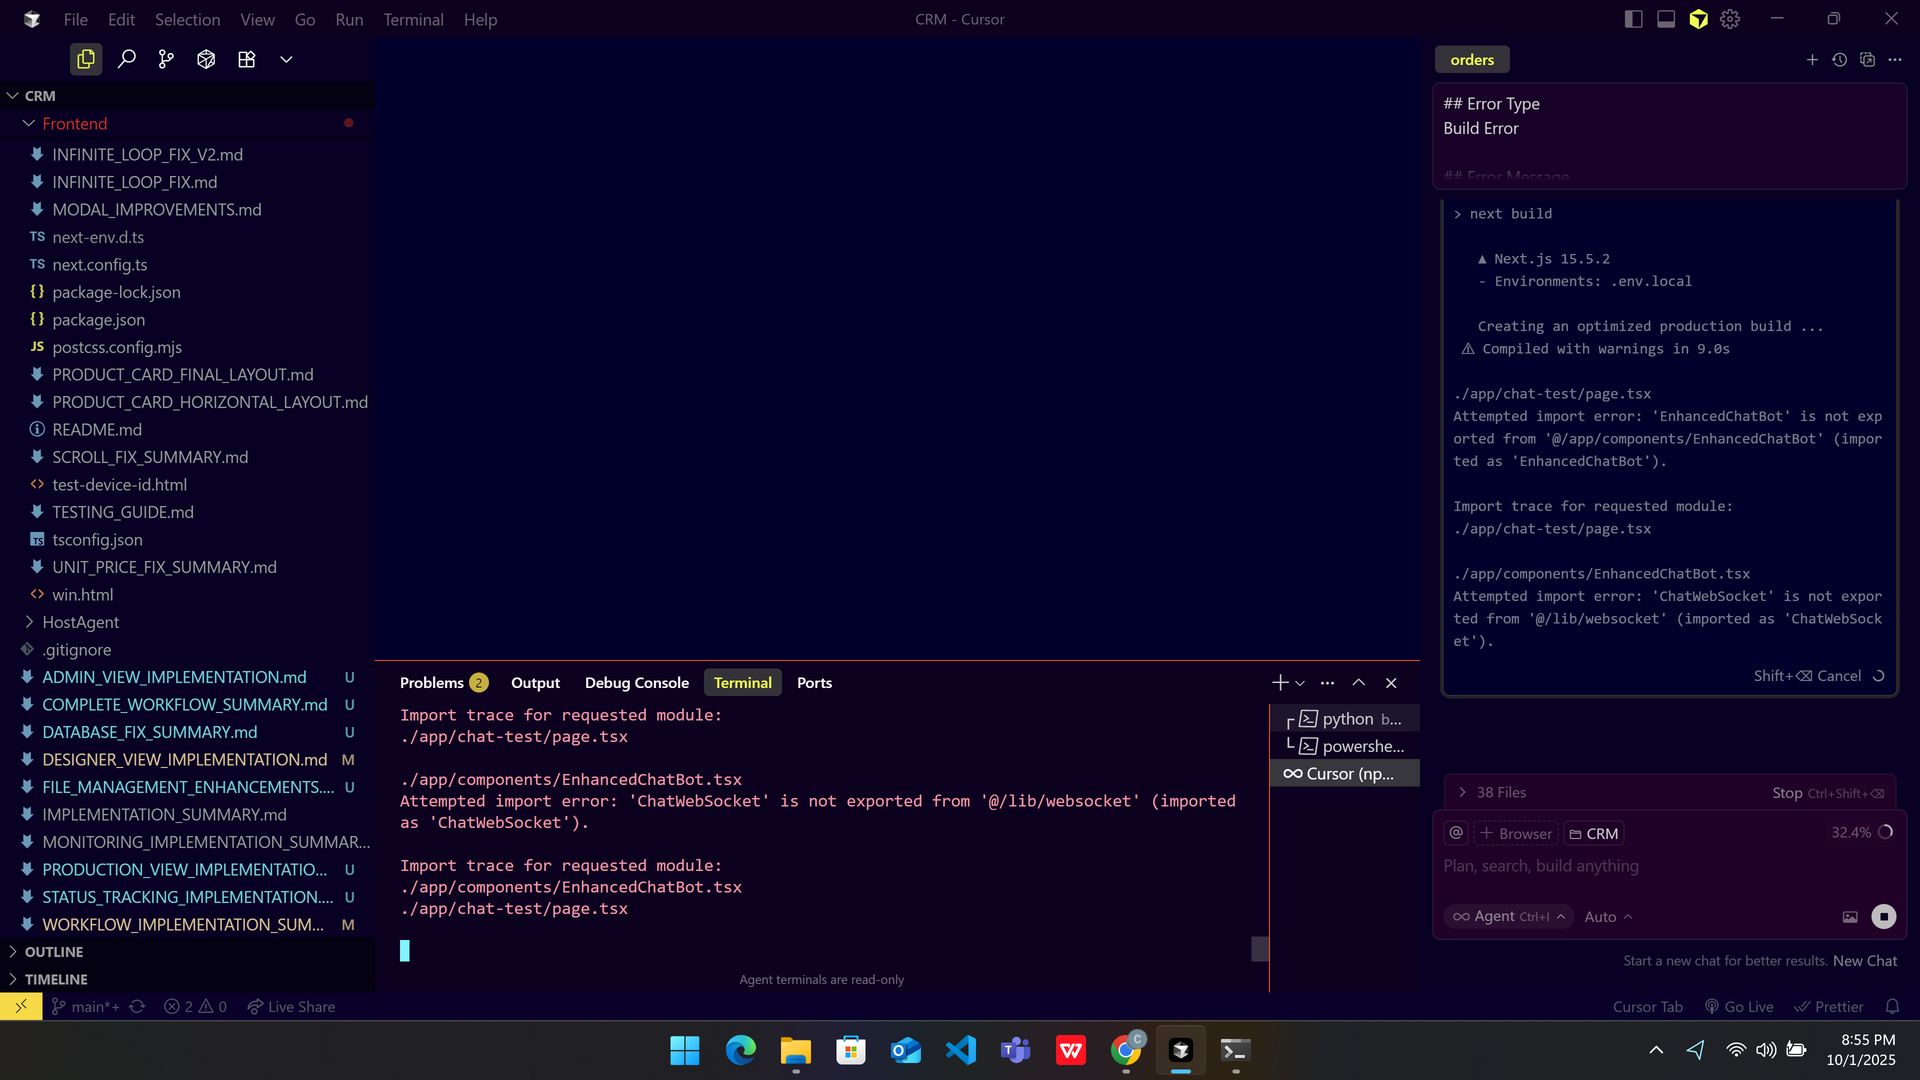 File Edit Selection View Go Run Terminal Help
CRM - Cursor
CRM
Frontend
INFINITE_LOOP_FIX_V2.md
INFINITE_LOOP_FIX.md
MODAL_IMPROVEMENTS.md
TS next-env.d.ts
TS next.config.ts
{} package-lock.json
{} package.json
JS postcss.config.mjs
PRODUCT_CARD_FINAL_LAYOUT.md
PRODUCT_CARD_HORIZONTAL_LAYOUT.md
README.md
SCROLL_FIX_SUMMARY.md
<> test-device-id.html
TESTING_GUIDE.md
TS tsconfig.json
UNIT_PRICE_FIX_SUMMARY.md
<> win.html
HostAgent
.gitignore
ADMIN_VIEW_IMPLEMENTATION.md U
COMPLETE_WORKFLOW_SUMMARY.md U
DATABASE_FIX_SUMMARY.md U
DESIGNER_VIEW_IMPLEMENTATION.md M
FILE_MANAGEMENT_ENHANCEMENTS.... U
IMPLEMENTATION_SUMMARY.md
MONITORING_IMPLEMENTATION_SUMMAR...
PRODUCTION_VIEW_IMPLEMENTATIO... U
STATUS_TRACKING_IMPLEMENTATION.... U
WORKFLOW_IMPLEMENTATION_SUM... M
OUTLINE
TIMELINE
Problems 2 Output Debug Console Terminal Ports
Import trace for requested module:
./app/chat-test/page.tsx
./app/components/EnhancedChatBot.tsx
Attempted import error: 'ChatWebSocket' is not exported from '@/lib/websocket' (imported
as 'ChatWebSocket').
Import trace for requested module:
./app/components/EnhancedChatBot.tsx
./app/chat-test/page.tsx
Agent terminals are read-only
python b...
powershe...
Cursor (np...
orders
## Error Type
Build Error
## Error Message
> next build
▲ Next.js 15.5.2
- Environments: .env.local
Creating an optimized production build ...
⚠ Compiled with warnings in 9.0s
./app/chat-test/page.tsx
Attempted import error: 'EnhancedChatBot' is not exp
orted from '@/app/components/EnhancedChatBot' (impor
ted as 'EnhancedChatBot').
Import trace for requested module:
./app/chat-test/page.tsx
./app/components/EnhancedChatBot.tsx
Attempted import error: 'ChatWebSocket' is not expor
ted from '@/lib/websocket' (imported as 'ChatWebSock
et').
Shift+⌫ Cancel
38 Files Stop Ctrl+Shift+⌫
@ + Browser CRM 32.4%
Plan, search, build anything
∞ Agent Ctrl+I Auto
Start a new chat for better results. New Chat
main*+ 2 0 Live Share
Cursor Tab Go Live Prettier
8:55 PM
10/1/2025